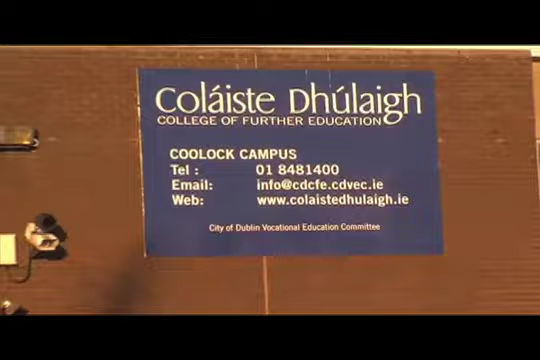 Coláiste Dhúlaigh
COLLEGE OF FURTHER EDUCATION
COOLOCK CAMPUS
Tel : 01 8481400
Email: info@cdcfe.cdvec.ie
Web: www.colaistedhulaigh.ie
City of Dublin Vocational Education Committee